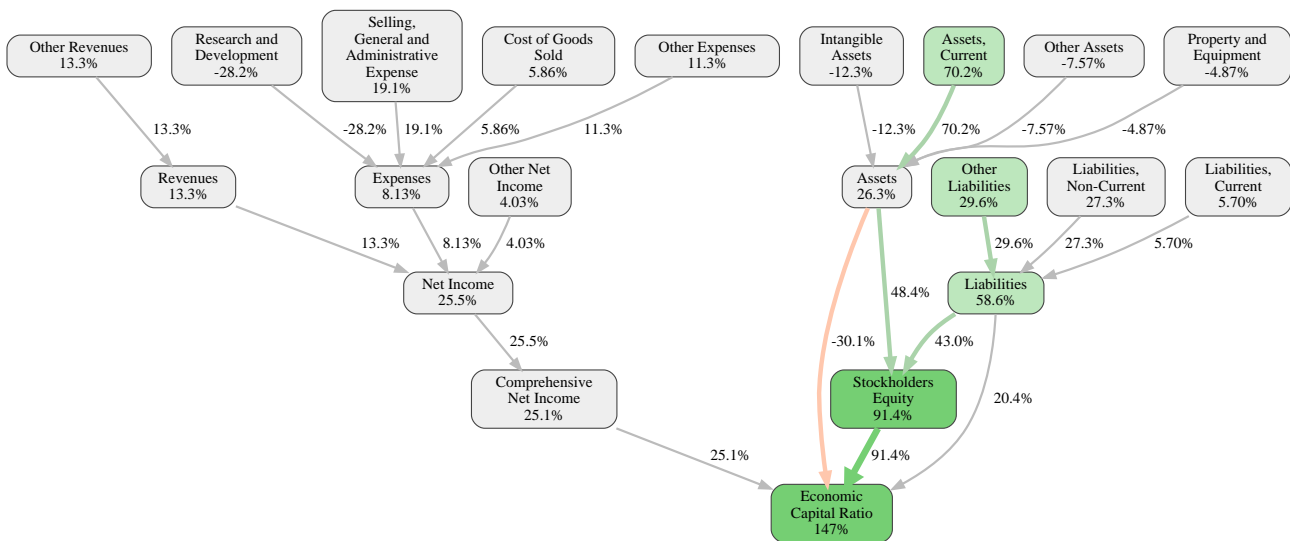 Other Revenues
13.3%
Research and
Development
-28.2%
Selling,
General and
Administrative
Expense
19.1%
Cost of Goods
Sold
5.86%
Other Expenses
11.3%
Intangible
Assets
-12.3%
Assets,
Current
70.2%
Other Assets
-7.57%
Property and
Equipment
-4.87%
13.3%
-28.2%
19.1%
5.86%
11.3%
-12.3%
70.2%
-7.57%
-4.87%
Revenues
13.3%
Expenses
8.13%
Other Net
Income
4.03%
Assets
26.3%
Other
Liabilities
29.6%
Liabilities,
Non-Current
27.3%
Liabilities,
Current
5.70%
13.3%
8.13%
4.03%
29.6%
27.3%
5.70%
Net Income
25.5%
48.4%
Liabilities
58.6%
25.5%
-30.1%
43.0%
Comprehensive
Net Income
25.1%
Stockholders
Equity
91.4%
20.4%
25.1%
91.4%
Economic
Capital Ratio
147%